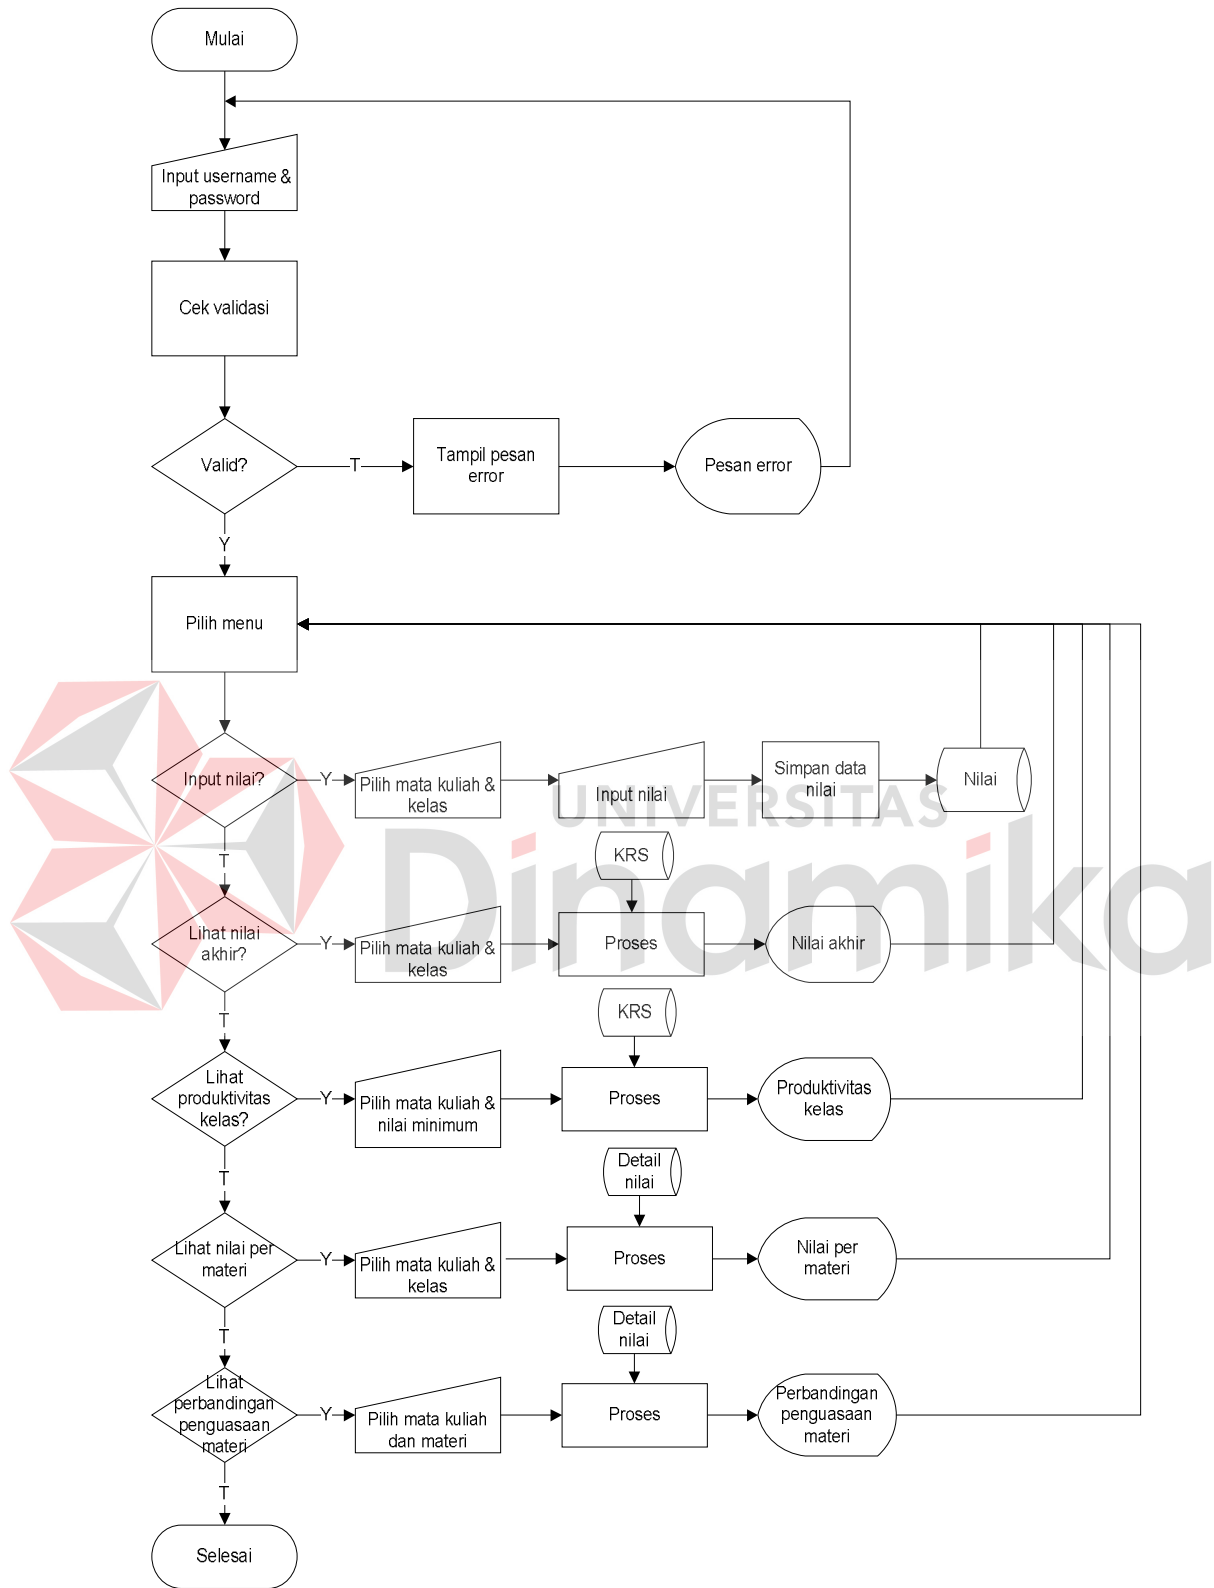 Mulai
Input username &
password
Cek validasi
Valid?
T
Tampil pesan
error
Pesan error
Y
Pilih menu
Input nilai?
Y
Pilih mata kuliah &
kelas
Input nilai
Simpan data
nilai
Nilai
UNIVERSITAS
Dinamika
T
KRS
Lihat nilai
akhir?
Y
Pilih mata kuliah &
kelas
Proses
Nilai akhir
T
KRS
Lihat
produktivitas
kelas?
Y
Pilih mata kuliah &
nilai minimum
Proses
Produktivitas
kelas
T
Detail
nilai
Lihat nilai per
materi
Y
Pilih mata kuliah &
kelas
Proses
Nilai per
materi
T
Detail
nilai
Lihat
perbandingan
penguasaan
materi
Y
Pilih mata kuliah
dan materi
Proses
Perbandingan
penguasaan
materi
T
Selesai